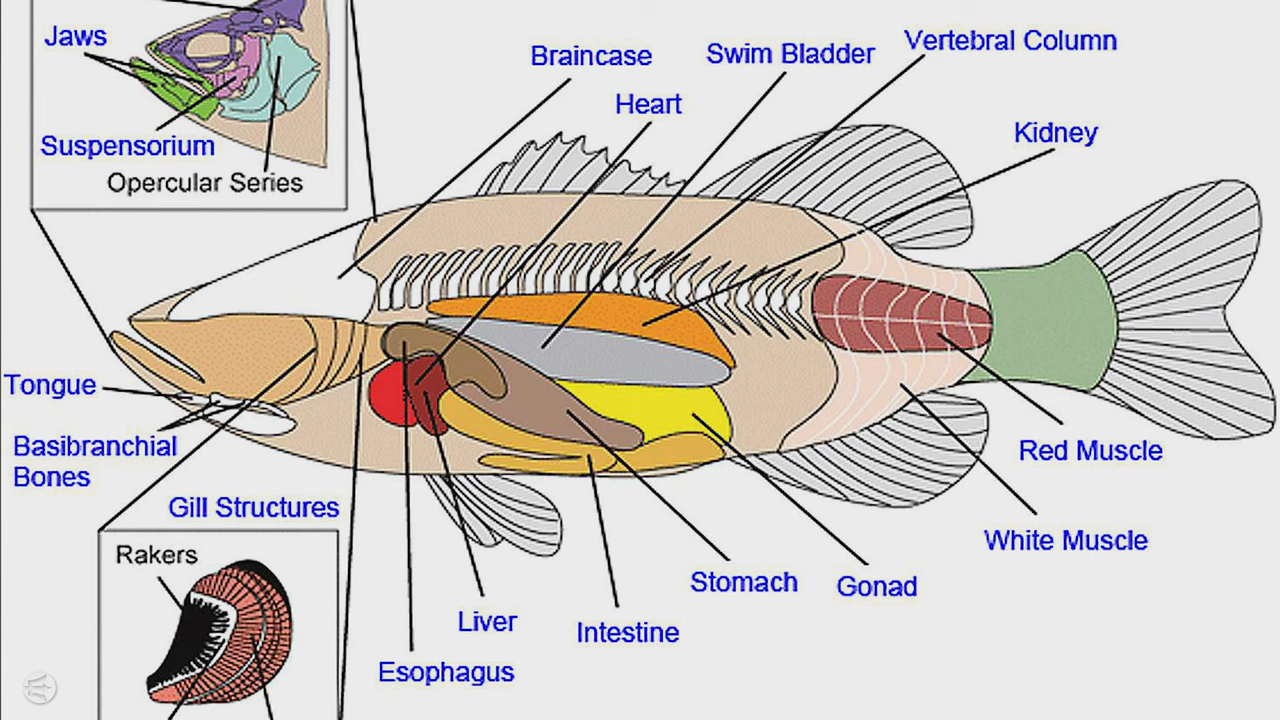 Jaws
Suspensorium
Opercular Series
Braincase
Heart
Swim Bladder
Vertebral Column
Kidney
Tongue
Basibranchial
Bones
Gill Structures
Rakers
Liver
Esophagus
Intestine
Stomach
Gonad
White Muscle
Red Muscle